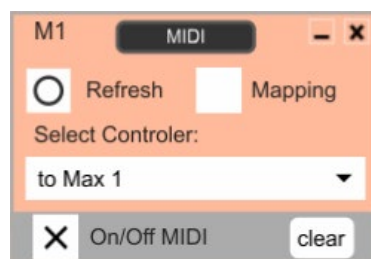 M1 MIDI
Refresh Mapping
Select Controler:
to Max 1
On/Off MIDI clear